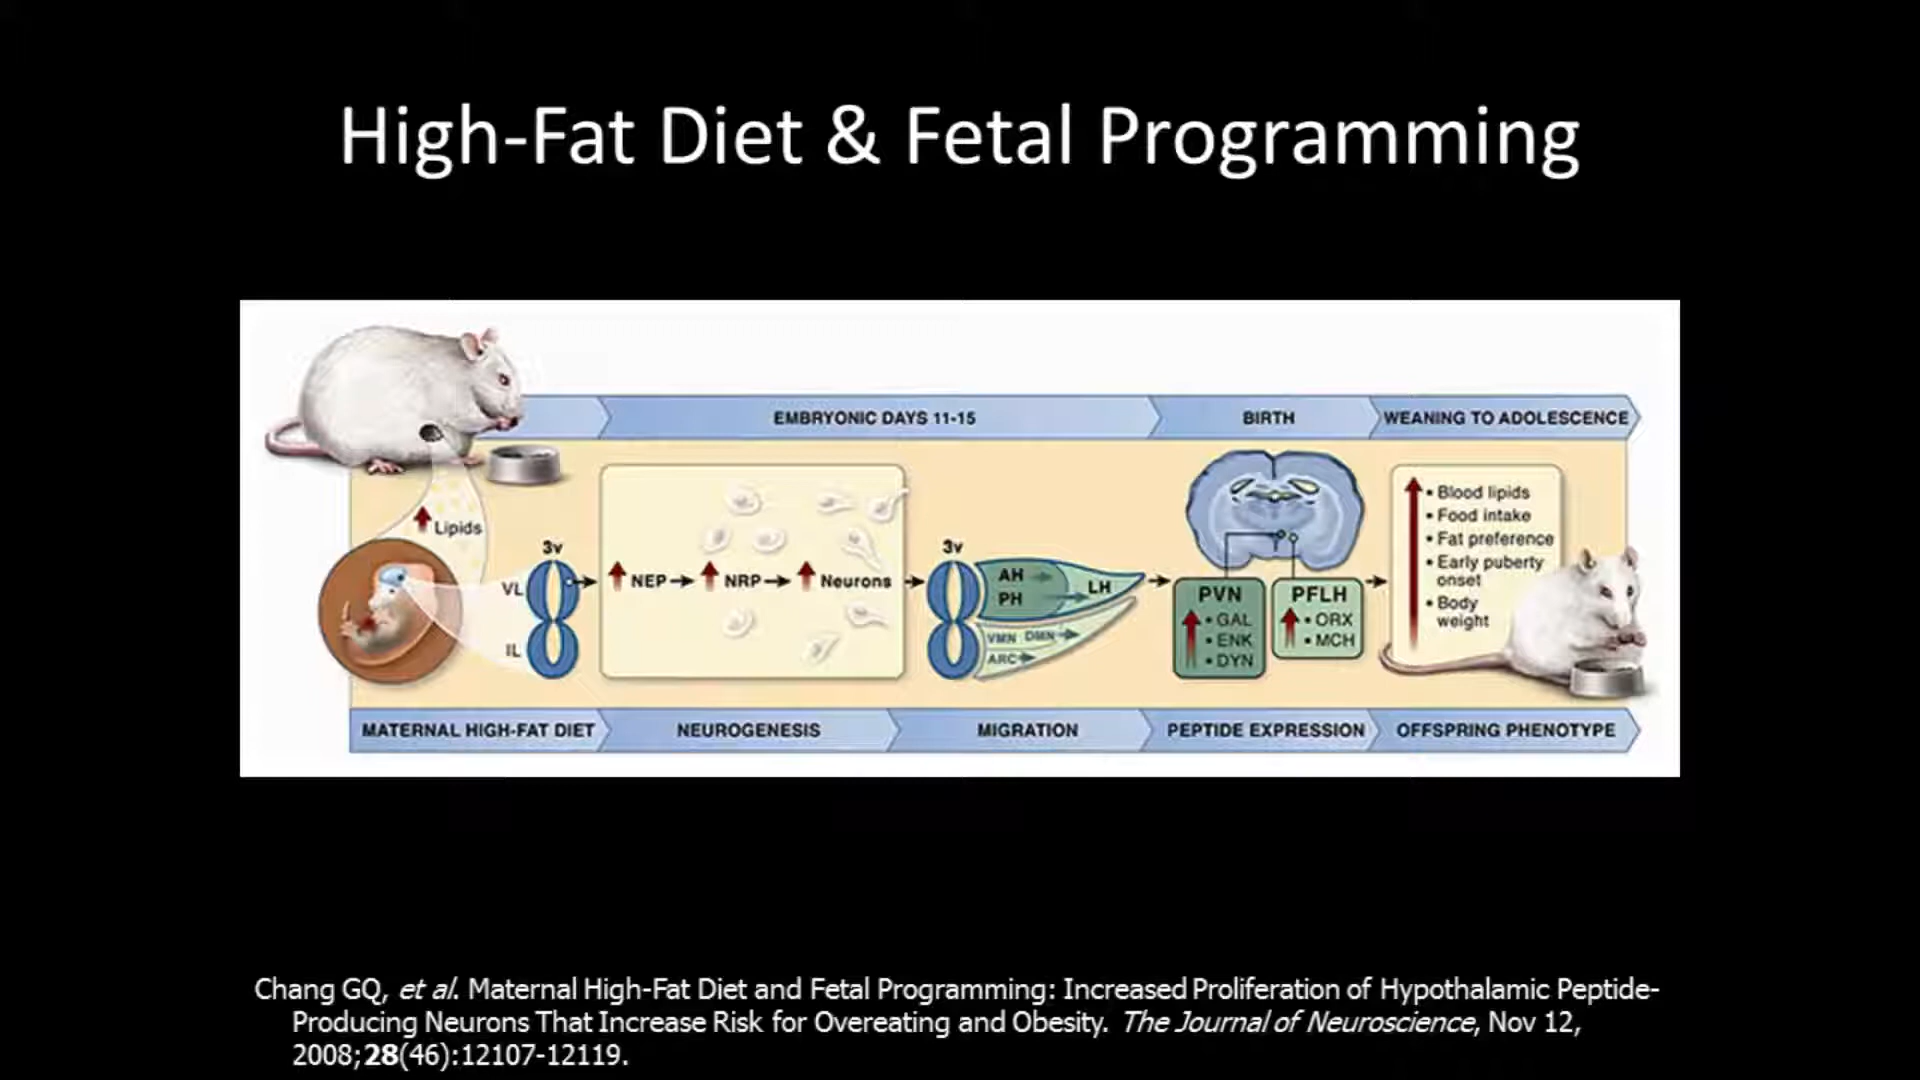 High-Fat Diet & Fetal Programming
EMBRYONIC DAYS 11-15
BIRTH
WEANING TO ADOLESCENCE
Lipids
3v
VL
IL
NEP
NRP
Neurons
3v
AH
PH
LH
VMN DMN
ARC
PVN
• GAL
• ENK
• DYN
PFLH
• ORX
• MCH
• Blood lipids
• Food intake
• Fat preference
• Early puberty
onset
• Body
weight
MATERNAL HIGH-FAT DIET
NEUROGENESIS
MIGRATION
PEPTIDE EXPRESSION
OFFSPRING PHENOTYPE
Chang GQ, et al. Maternal High-Fat Diet and Fetal Programming: Increased Proliferation of Hypothalamic Peptide-
Producing Neurons That Increase Risk for Overeating and Obesity. The Journal of Neuroscience, Nov 12,
2008;28(46):12107-12119.